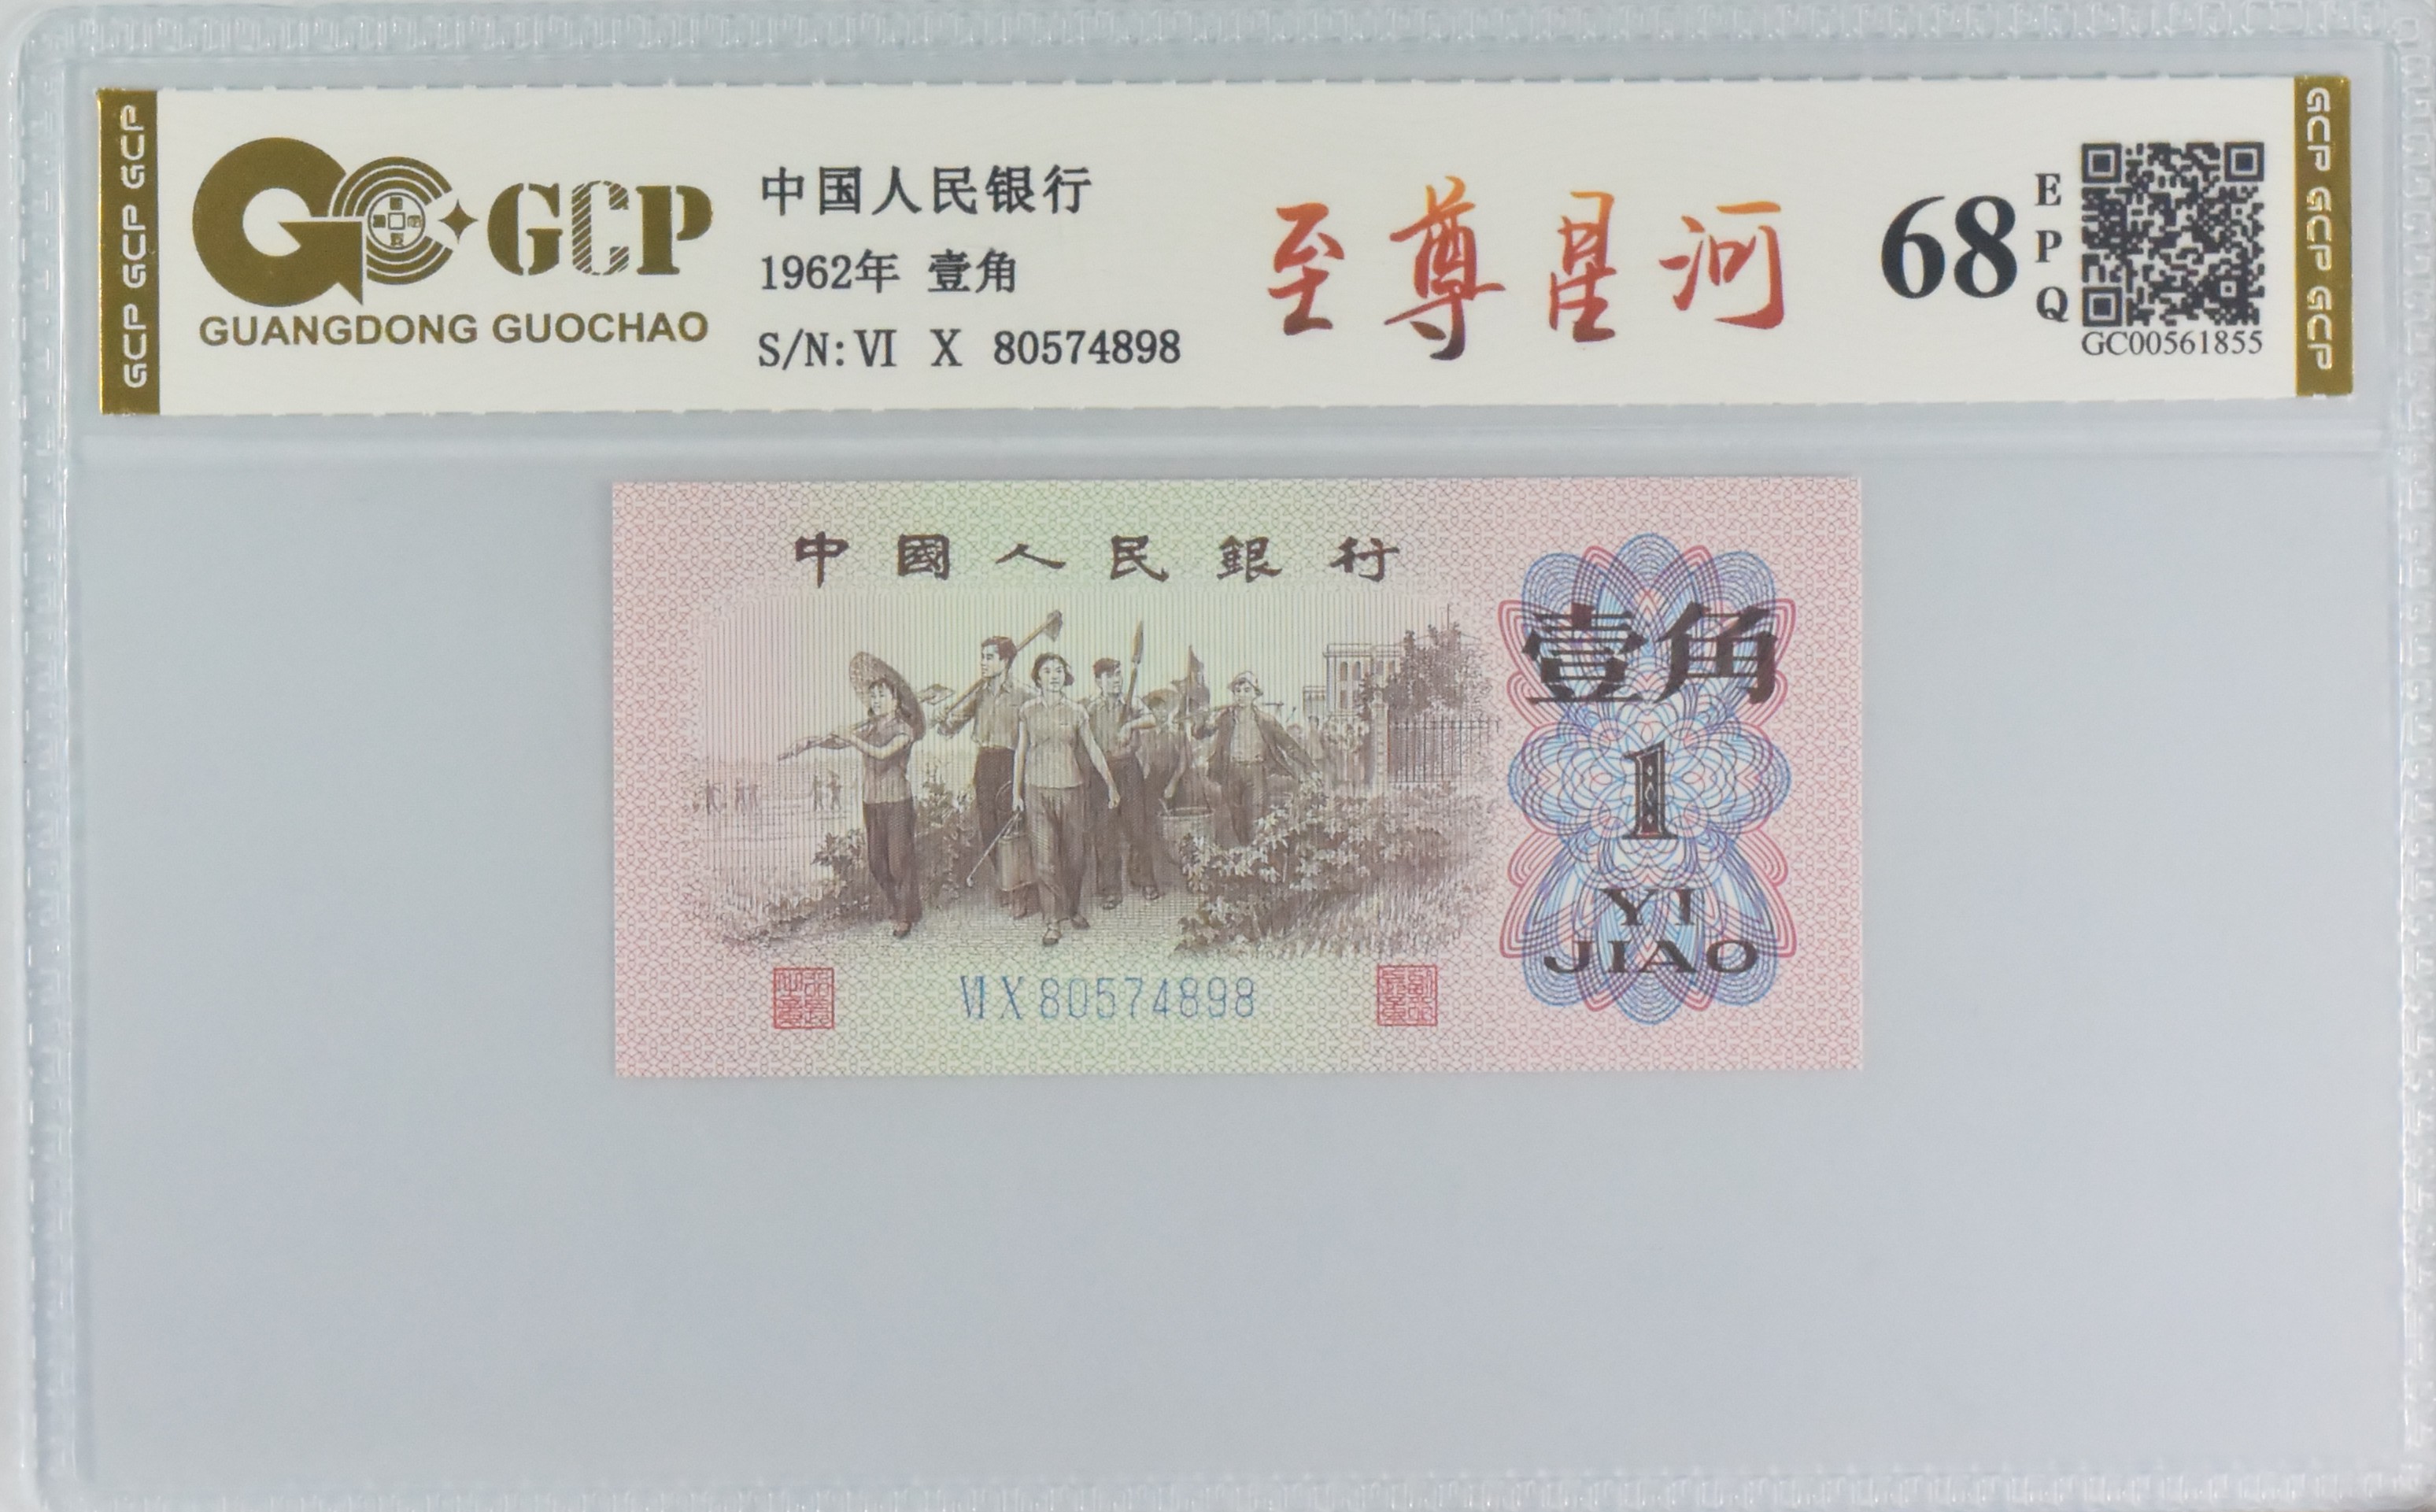 GCP GCP GCP
GCP
GUANGDONG GUOCHAO
中国人民银行
1962年 壹角
S/N: VI X 80574898
至尊星河
68
EPQ
GC00561855
GCP GCP GCP
中國人民銀行
壹角
1
YI
JIAO
VI X 80574898